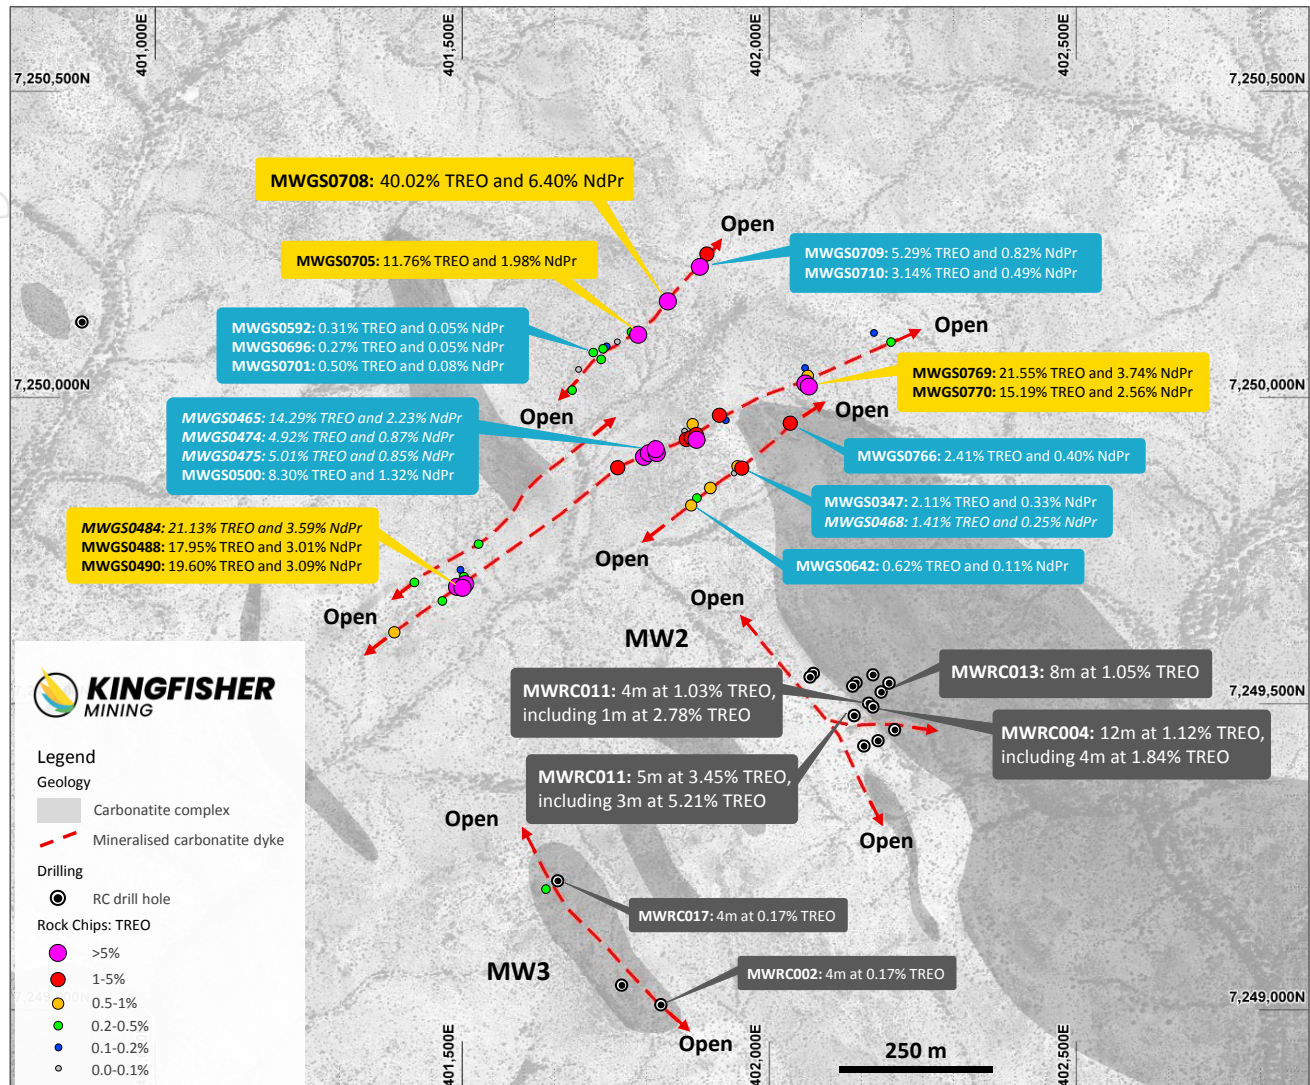 401,000E
401,500E
402,000E
402,500E
7,250,500N
7,250,500N
MWGS0708: 40.02% TREO and 6.40% NdPr
Open
MWGS0705: 11.76% TREO and 1.98% NdPr
MWGS0709: 5.29% TREO and 0.82% NdPr
MWGS0710: 3.14% TREO and 0.49% NdPr
MWGS0592: 0.31% TREO and 0.05% NdPr
MWGS0696: 0.27% TREO and 0.05% NdPr
MWGS0701: 0.50% TREO and 0.08% NdPr
Open
MWGS0769: 21.55% TREO and 3.74% NdPr
MWGS0770: 15.19% TREO and 2.56% NdPr
7,250,000N
7,250,000N
Open
Open
MWGS0465: 14.29% TREO and 2.23% NdPr
MWGS0474: 4.92% TREO and 0.87% NdPr
MWGS0475: 5.01% TREO and 0.85% NdPr
MWGS0500: 8.30% TREO and 1.32% NdPr
MWGS0766: 2.41% TREO and 0.40% NdPr
MWGS0347: 2.11% TREO and 0.33% NdPr
MWGS0468: 1.41% TREO and 0.25% NdPr
MWGS0484: 21.13% TREO and 3.59% NdPr
MWGS0488: 17.95% TREO and 3.01% NdPr
MWGS0490: 19.60% TREO and 3.09% NdPr
Open
MWGS0642: 0.62% TREO and 0.11% NdPr
Open
Open
MW2
MWRC011: 4m at 1.03% TREO,
including 1m at 2.78% TREO
MWRC013: 8m at 1.05% TREO
7,249,500N
MWRC004: 12m at 1.12% TREO,
including 4m at 1.84% TREO
MWRC011: 5m at 3.45% TREO,
including 3m at 5.21% TREO
Open
Open
MWRC017: 4m at 0.17% TREO
MW3
MWRC002: 4m at 0.17% TREO
7,249,000N
7,249,000N
Open
401,500E
402,000E
402,500E
250 m
KINGFISHER
MINING
Legend
Geology
Carbonatite complex
Mineralised carbonatite dyke
Drilling
RC drill hole
Rock Chips: TREO
>5%
1-5%
0.5-1%
0.2-0.5%
0.1-0.2%
0.0-0.1%